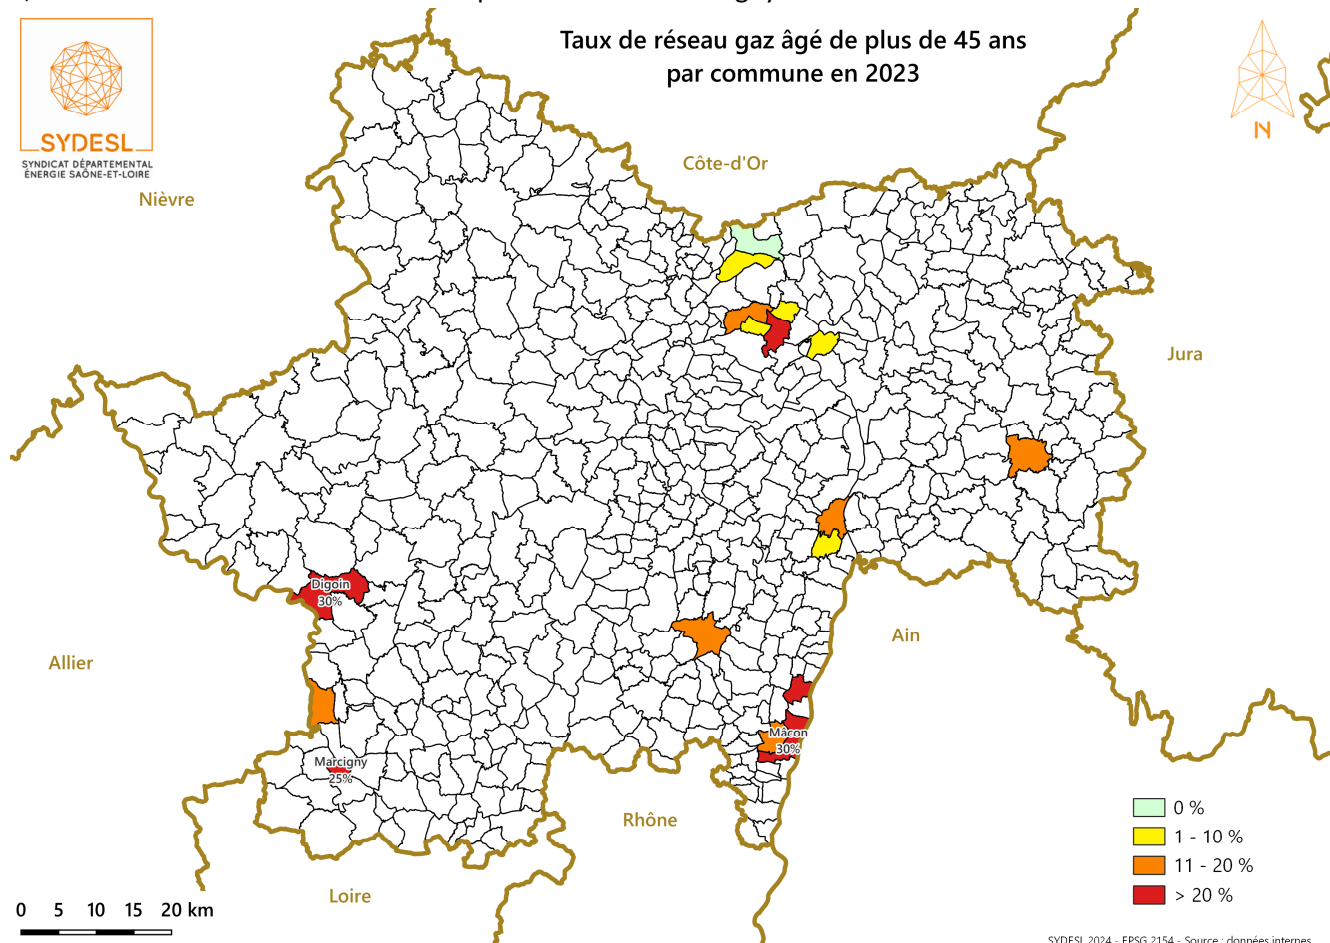 Taux de réseau gaz âgé de plus de 45 ans
par commune en 2023
SYDESL
SYNDICAT DÉPARTEMENTAL
ÉNERGIE SAÔNE-ET-LOIRE
N
Côte-d'Or
Nièvre
Jura
Digoin
30%
Ain
Allier
Mâcon
30%
Marcigny
25%
Rhône
Loire
0 %
1 - 10 %
11 - 20 %
> 20 %
0 5 10 15 20 km
SYDESL 2024 - EPSG 2154 - Source : données internes